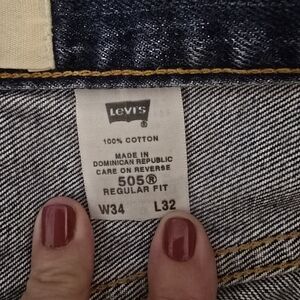 Levi's
®
100% COTTON
MADE IN
DOMINICAN REPUBLIC
CARE ON REVERSE
505®
REGULAR FIT
W34 L32